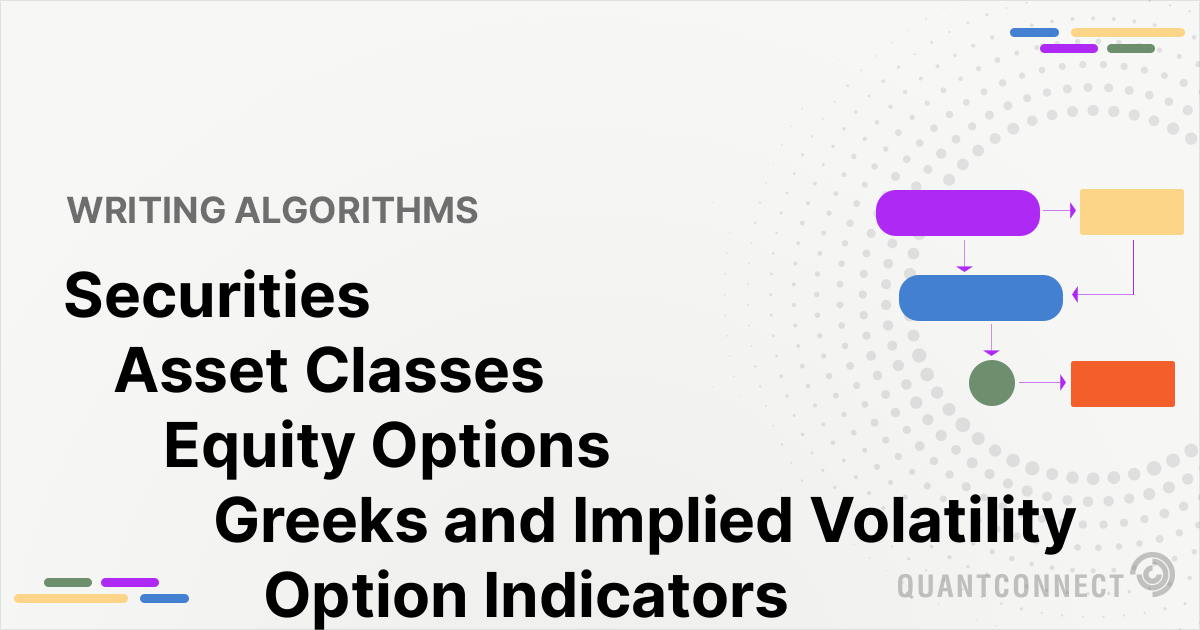 WRITING ALGORITHMS
Securities
Asset Classes
Equity Options
Greeks and Implied Volatility
Option Indicators
QUANTCONNECT